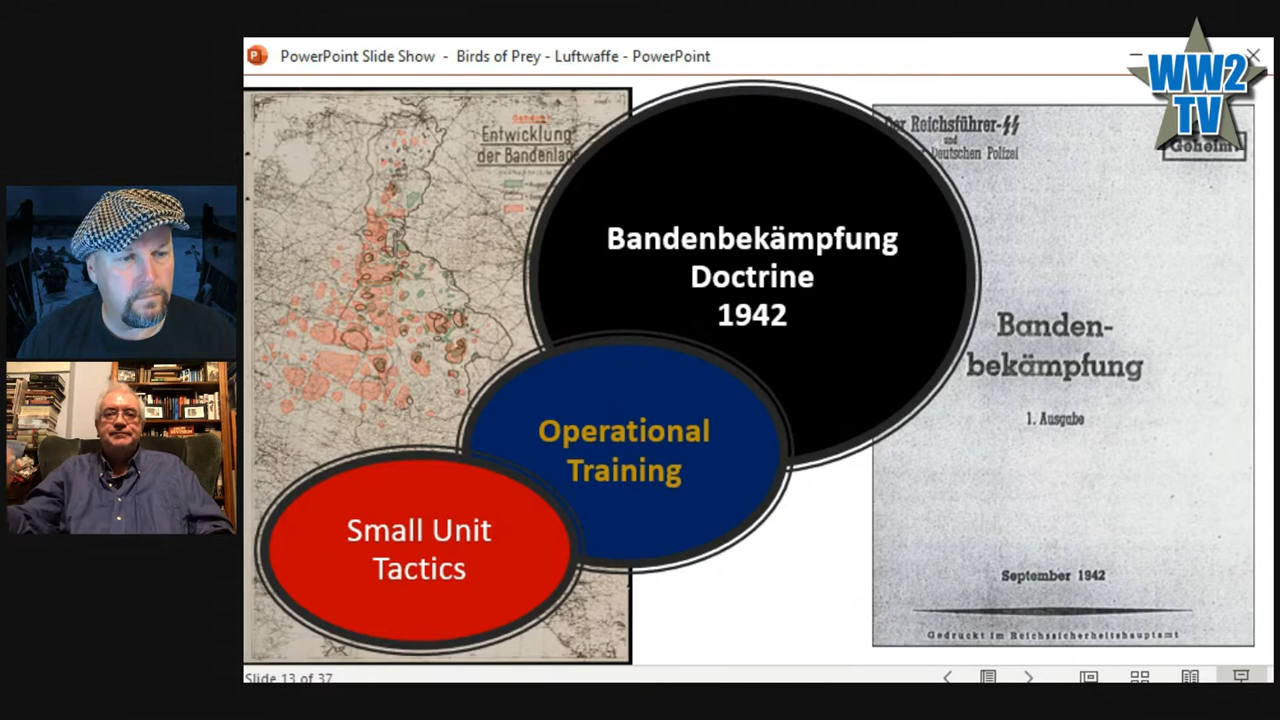 PowerPoint Slide Show - Birds of Prey - Luftwaffe - PowerPoint
WW2
TV
Entwicklung
der Bandenlag
Bandenbekämpfung
Doctrine
1942
Operational
Training
Small Unit
Tactics
Der Reichsführer-SS
und
Deutschen Polizei
Geheim!
Banden-
bekämpfung
1. Ausgabe
September 1942
Gedruckt im Reichssicherheitshauptamt
Slide 13 of 37